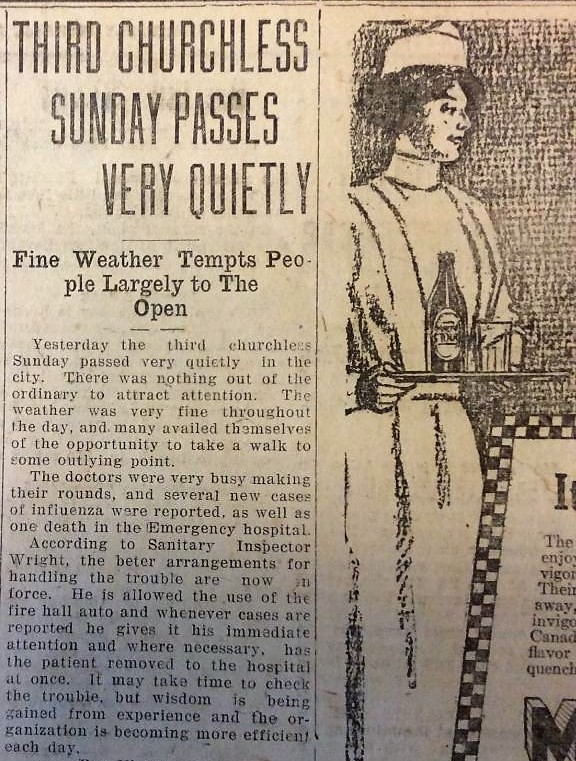 THIRD CHURCHLESS
SUNDAY PASSES
VERY QUIETLY
Fine Weather Tempts Peo-
ple Largely to The
Open
Yesterday the third churchless
Sunday passed very quietly in the
city. There was nothing out of the
ordinary to attract attention. The
weather was very fine throughout
the day, and many availed themselves
of the opportunity to take a walk to
some outlying point.
The doctors were very busy making
their rounds, and several new cases
of influenza were reported, as well as
one death in the Emergency hospital.
According to Sanitary Inspector
Wright, the beter arrangements for
handling the trouble are now in
force. He is allowed the use of the
fire hall auto and whenever cases are
reported he gives it his immediate
attention and where necessary, has
the patient removed to the hospital
at once. It may take time to check
the trouble, but wisdom is being
gained from experience and the or-
ganization is becoming more efficient
each day.
It
The
enjoy
vigor
Their
away,
invigo
Canad
flavor
quench
M